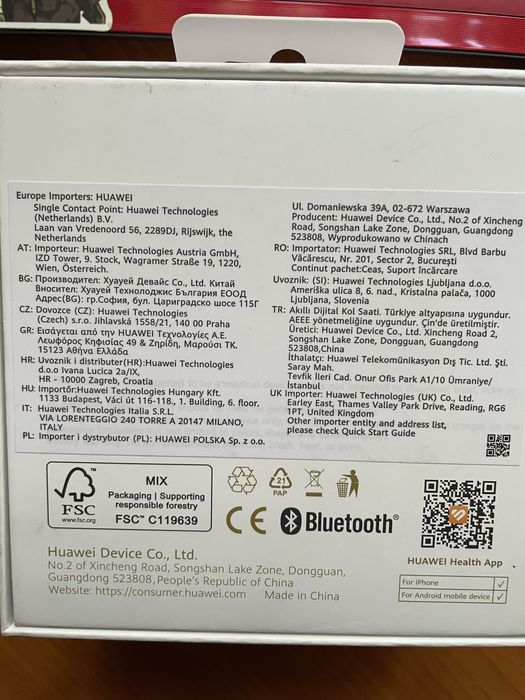 Europe Importers: HUAWEI
Single Contact Point: Huawei Technologies
(Netherlands) B.V.
Laan van Vredenoord 56, 2289DJ, Rijswijk, the
Netherlands
AT: Importeur: Huawei Technologies Austria GmbH,
IZD Tower, 9. Stock, Wagramer Straße 19, 1220,
Wien, Österreich.
BG: Производител: Хуауей Девайс Со., Ltd. Китай
Вносител: Хуауей Технолоджис България ЕООД
Адрес(BG): гр.София, бул. Цариградско шосе 115Г
CZ: Dovozce (CZ): Huawei Technologies
(Czech) s.r.o. Jihlavská 1558/21, 140 00 Praha
GR: Εισάγεται από την HUAWEI Τεχνολογίες Α.Ε.
Λεωφόρος Κηφισίας 49 & Ζηρίδη, Μαρούσι ΤΚ.
15123 Αθήνα Ελλάδα
HR: Uvoznik i distributer(HR):Huawei Technologies
d.o.o Ivana Lucica 2a/IX,
HR - 10000 Zagreb, Croatia
HU: Importőr:Huawei Technologies Hungary Kft.
1133 Budapest, Váci út 116-118., 1. Building, 6. floor.
IT: Huawei Technologies Italia S.R.L.
VIA LORENTEGGIO 240 TORRE A 20147 MILANO,
ITALY
PL: Importer i dystrybutor (PL): HUAWEI POLSKA Sp. z o.o.
Ul. Domaniewska 39A, 02-672 Warszawa
Producent: Huawei Device Co., Ltd., No.2 of Xincheng
Road, Songshan Lake Zone, Dongguan, Guangdong
523808, Wyprodukowano w Chinach
RO: Importator: Huawei Technologies SRL, Blvd Barbu
Văcărescu, Nr. 201, Sector 2, București
Continut pachet:Ceas, Suport încărcare
Uvoznik: (SI): Huawei Technologies Ljubljana d.o.o.
Ameriška ulica 8, 6. nad., Kristalna palača, 1000
Ljubljana, Slovenia
TR: Akıllı Dijital Kol Saati. Türkiye altyapısına uygundur.
AEEE yönetmeliğine uygundur. Çin'de üretilmiştir.
Üretici: Huawei Device Co., Ltd. Xincheng Road 2,
Songshan Lake Zone, Dongguan, Guangdong,
523808,China
İthalatçı: Huawei Telekomünikasyon Dış Tic. Ltd. Şti.
Saray Mah.
Tevfik İleri Cad. Onur Ofis Park A1/10 Ümraniye/
İstanbul
UK Importer: Huawei Technologies (UK) Co., Ltd.
Earley East, Thames Valley Park Drive, Reading, RG6
1PT, United Kingdom
Other importer entity and address list,
please check Quick Start Guide
FSC
www.fsc.org
MIX
Packaging | Supporting
responsible forestry
FSC™ C119639
21
PAP
CE Bluetooth®
HUAWEI Health App
For iPhone ✓
For Android mobile device ✓
Huawei Device Co., Ltd.
No.2 of Xincheng Road, Songshan Lake Zone, Dongguan,
Guangdong 523808,People's Republic of China
Website: https://consumer.huawei.com Made in China